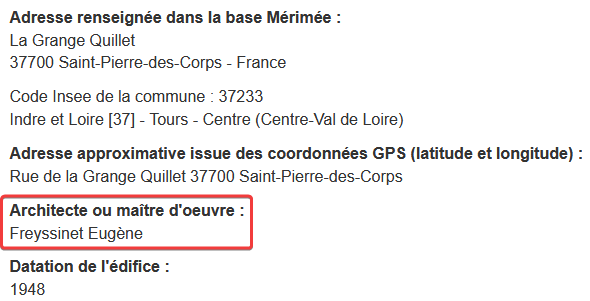 Adresse renseignée dans la base Mérimée :
La Grange Quillet
37700 Saint-Pierre-des-Corps - France
Code Insee de la commune : 37233
Indre et Loire [37] - Tours - Centre (Centre-Val de Loire)
Adresse approximative issue des coordonnées GPS (latitude et longitude) :
Rue de la Grange Quillet 37700 Saint-Pierre-des-Corps
Architecte ou maître d'oeuvre :
Freyssinet Eugène
Datation de l'édifice :
1948